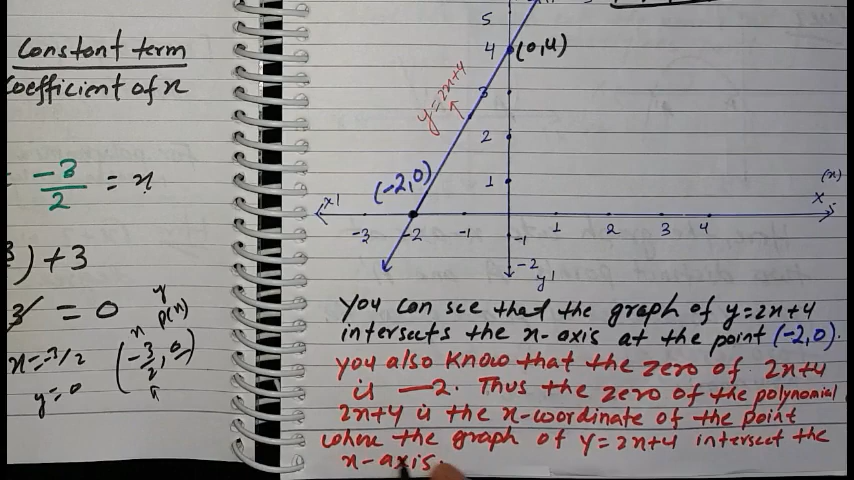 Constant term
Coefficient of x
= -3/2 = x
) + 3
3 = 0
y
x p(x)
x = -3/2
(-3/2, 0)
y = 0
5
4 (0,4)
y = 2x+4
3
2
(-2,0)
1
(x)
x' x
-3 -2 -1 1 2 3 4 5
-1
-2
y'
You can see that the graph of y=2x+4
intersects the x-axis at the point (-2,0).
You also know that the zero of 2x+4
is -2. Thus the zero of the polynomial
2x+4 is the x-coordinate of the point
where the graph of y=2x+4 intersect the
x-axis.